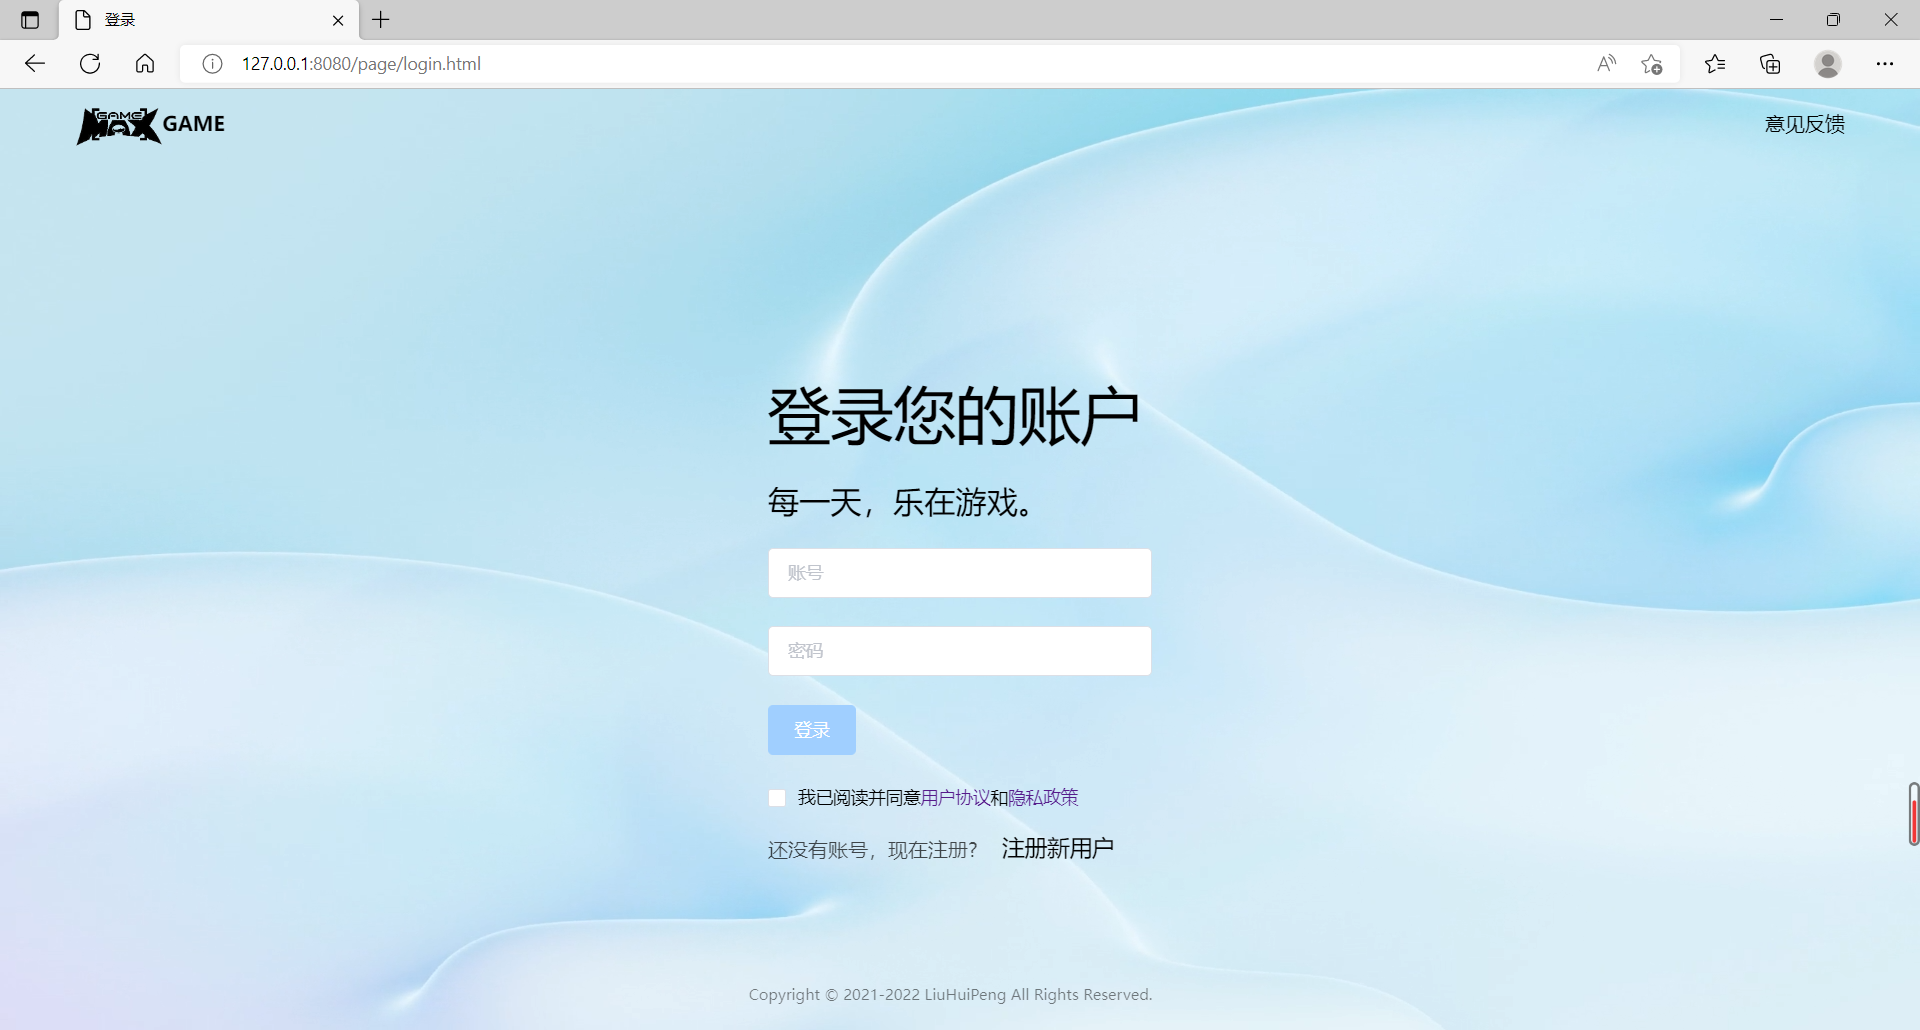 登录
127.0.0.1:8080/page/login.html
GAME MAX GAME
意见反馈
登录您的账户
每一天，乐在游戏。
账号
密码
登录
我已阅读并同意用户协议和隐私政策
还没有账号，现在注册? 注册新用户
Copyright © 2021-2022 LiuHuiPeng All Rights Reserved.